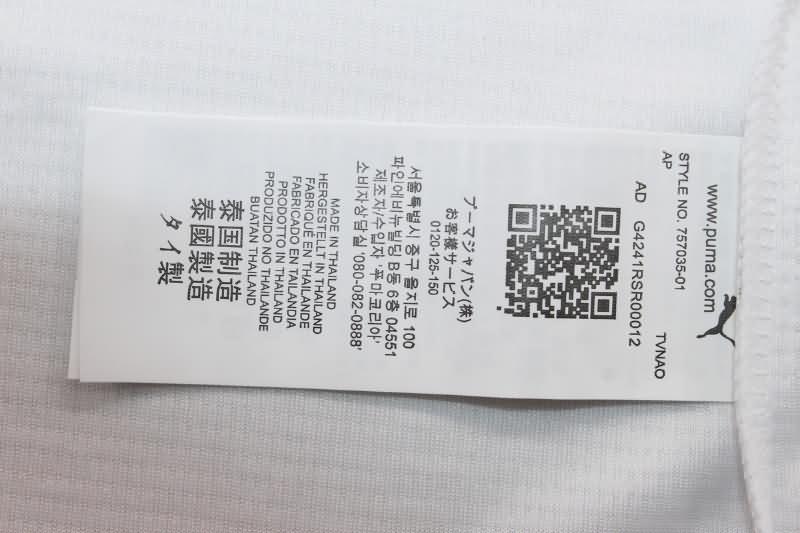 www.puma.com
STYLE NO. 757035-01
AP
TVNAO
AD G4241RSR00012
プーマジャパン(株)
お客様サービス
0120-125-150
서울특별시 중구 을지로 100
파인에비뉴빌딩 B동 6층 04551
제조자/수입자 '푸마코리아'
소비자상담실 '080-082-0888'
MADE IN THAILAND
HERGESTELLT IN THAILAND
FABRIQUÉ EN THAÏLANDE
FABRICADO EN TAILANDIA
PRODOTTO IN THAILANDIA
PRODUZIDO NO THAILANDE
BUATAN THAILAND
泰国制造
泰國製造
タイ製